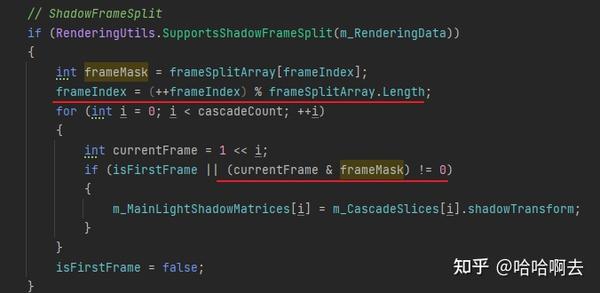 // ShadowFrameSplit
if (RenderingUtils.SupportsShadowFrameSplit(m_RenderingData))
{
int frameMask = frameSplitArray[frameIndex];
frameIndex = (++frameIndex) % frameSplitArray.Length;
for (int i = 0; i < cascadeCount; ++i)
{
int currentFrame = 1 << i;
if (isFirstFrame || (currentFrame & frameMask) != 0)
{
m_MainLightShadowMatrices[i] = m_CascadeSlices[i].shadowTransform;
}
}
isFirstFrame = false;
}
知乎 @哈哈啊去